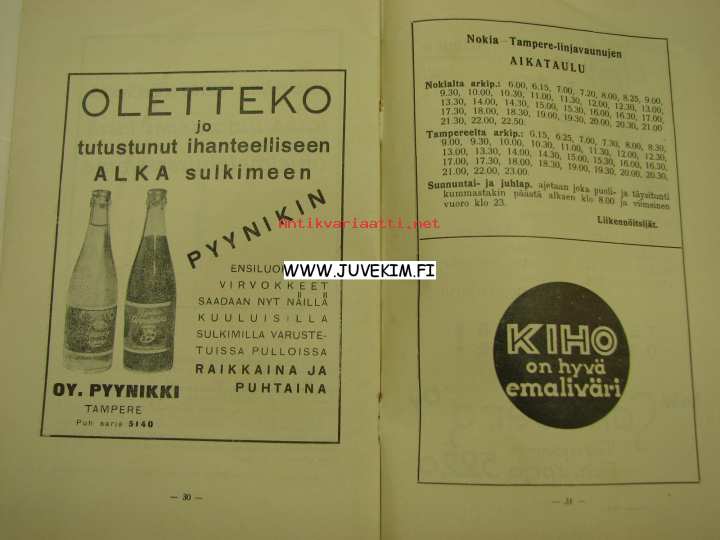 OLETTEKO
jo
tutustunut ihanteelliseen
ALKA sulkimeen
PYYNIKIN
Antikvariaatti.net
WWW.JUVEKIM.FI
VIRVOKKEET
SAADAAN NYT NÄILLÄ
KUULUISILLA
SULKIMILLA VARUSTE-
TUISSA PULLOISSA
RAIKKAINA JA
PUHTAINA
OY. PYYNIKKI
TAMPERE
Puh sarja 5140
— 30 —
Nokia—Tampere-linjavaunujen
AIKATAULU
Nokialta arkip.: 6.00, 6.15, 7.00, 7.20, 8.00, 8.25, 9.00,
9.30, 10.00, 10.30, 11.00, 11.30, 12.00, 12.30, 13.00,
13.30, 14.00, 14.30, 15.00, 15.30, 16.00, 16.30, 17.00,
17.30, 18.00, 18.30, 19.00, 19.30, 20.00, 20.30, 21.00
21.30, 22.00, 22.50.
Tampereelta arkip.: 6.15, 6.25, 7.00, 7.30, 8.00, 8.30,
9.00, 9.30, 10.00, 10.30, 11.00, 11.30, 12.00, 12.30,
13.00, 13.30, 14.00, 14.30, 15.00, 15.30, 16.00, 16.30,
17.00, 17.30, 18.00, 18.30, 19.00, 19.30, 20.00, 20.30,
21.00, 22.00, 23.00.
Sunnuntai- ja juhlap. ajetaan joka puoli- ja täysitunti
kummastakin päästä alkaen klo 8.00 ja viimeinen
vuoro klo 23.
Liikennöitsijät.
KIHO
on hyvä
emaliväri
— 31 —